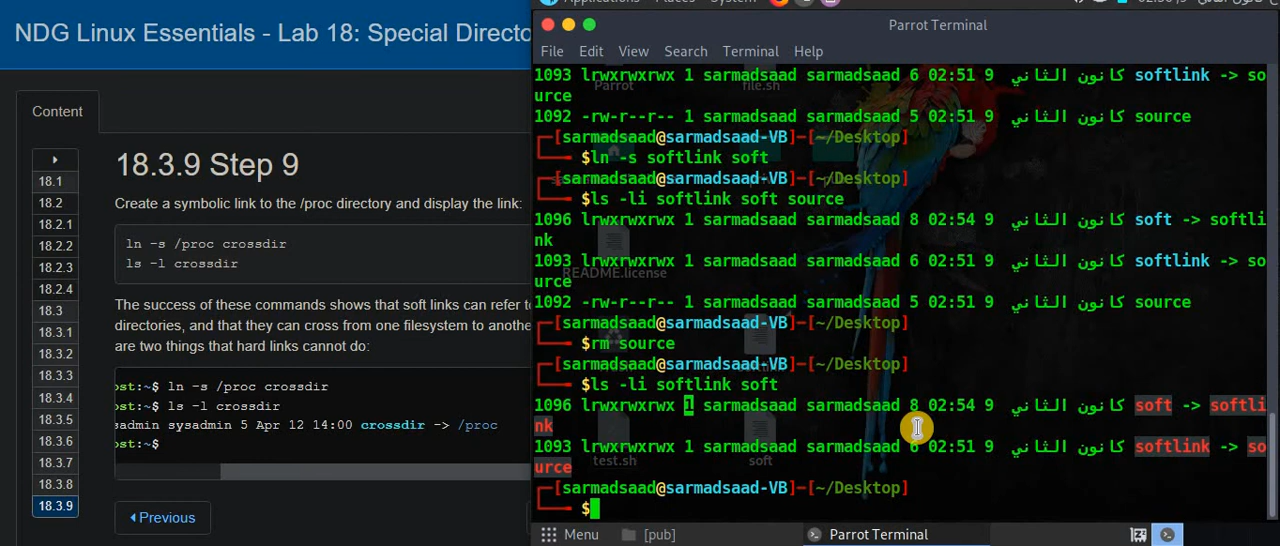 NDG Linux Essentials - Lab 18: Special Directo
Content
18.1
18.2
18.2.1
18.2.2
18.2.3
18.2.4
18.3
18.3.1
18.3.2
18.3.3
18.3.4
18.3.5
18.3.6
18.3.7
18.3.8
18.3.9
18.3.9 Step 9
Create a symbolic link to the /proc directory and display the link:
ln -s /proc crossdir
ls -l crossdir
The success of these commands shows that soft links can refer to
directories, and that they can cross from one filesystem to anothe
are two things that hard links cannot do:
ost:~$ ln -s /proc crossdir
ost:~$ ls -l crossdir
sadmin sysadmin 5 Apr 12 14:00 crossdir -> /proc
ost:~$
Previous
Applications Places System
Parrot Terminal
File Edit View Search Terminal Help
1093 lrwxrwxrwx 1 sarmadsaad sarmadsaad 6 02:51 9 كانون الثاني softlink -> so
urce
1092 -rw-r--r-- 1 sarmadsaad sarmadsaad 5 02:51 9 كانون الثاني source
[sarmadsaad@sarmadsaad-VB]-[~/Desktop]
$ln -s softlink soft
[sarmadsaad@sarmadsaad-VB]-[~/Desktop]
$ls -li softlink soft source
1096 lrwxrwxrwx 1 sarmadsaad sarmadsaad 8 02:54 9 كانون الثاني soft -> softli
nk
1093 lrwxrwxrwx 1 sarmadsaad sarmadsaad 6 02:51 9 كانون الثاني softlink -> so
urce
1092 -rw-r--r-- 1 sarmadsaad sarmadsaad 5 02:51 9 كانون الثاني source
[sarmadsaad@sarmadsaad-VB]-[~/Desktop]
$rm source
[sarmadsaad@sarmadsaad-VB]-[~/Desktop]
$ls -li softlink soft
1096 lrwxrwxrwx 1 sarmadsaad sarmadsaad 8 02:54 9 كانون الثاني soft -> softli
nk
1093 lrwxrwxrwx 1 sarmadsaad sarmadsaad 6 02:51 9 كانون الثاني softlink -> so
urce
[sarmadsaad@sarmadsaad-VB]-[~/Desktop]
$
Parrot
file.sh
README.license
test.sh
soft
Menu
[pub]
Parrot Terminal